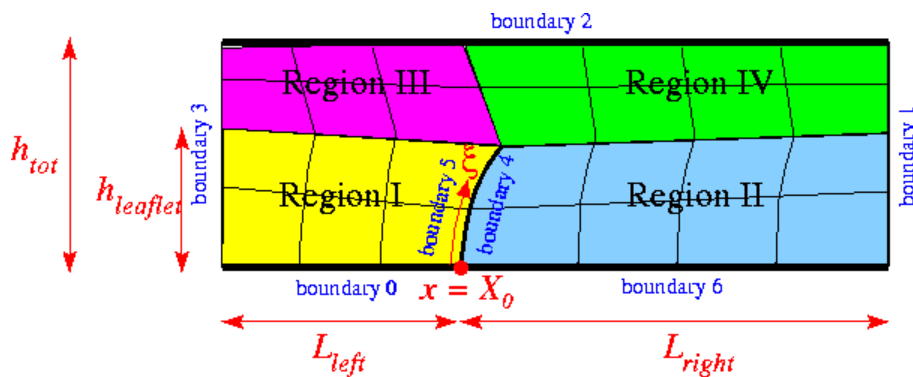 boundary 2
Region III
Region IV
boundary 3
boundary 1
h_tot
h_leaflet
ξ
Region I
boundary 5
boundary 4
Region II
boundary 0
x = X_0
boundary 6
L_left
L_right